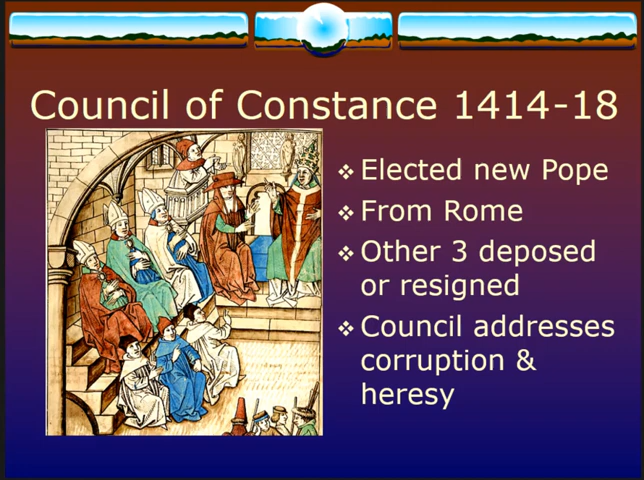 Council of Constance 1414-18
❖ Elected new Pope
❖ From Rome
❖ Other 3 deposed
or resigned
❖ Council addresses
corruption &
heresy